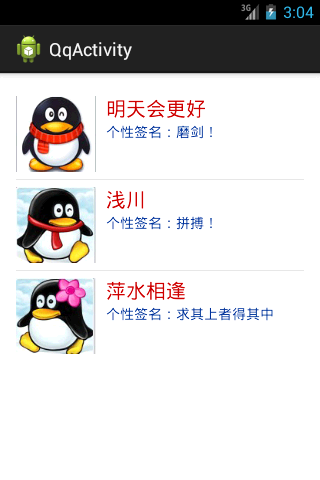 3G 3:04
QqActivity
明天会更好
个性签名：磨剑！
浅川
个性签名：拼搏！
萍水相逢
个性签名：求其上者得其中